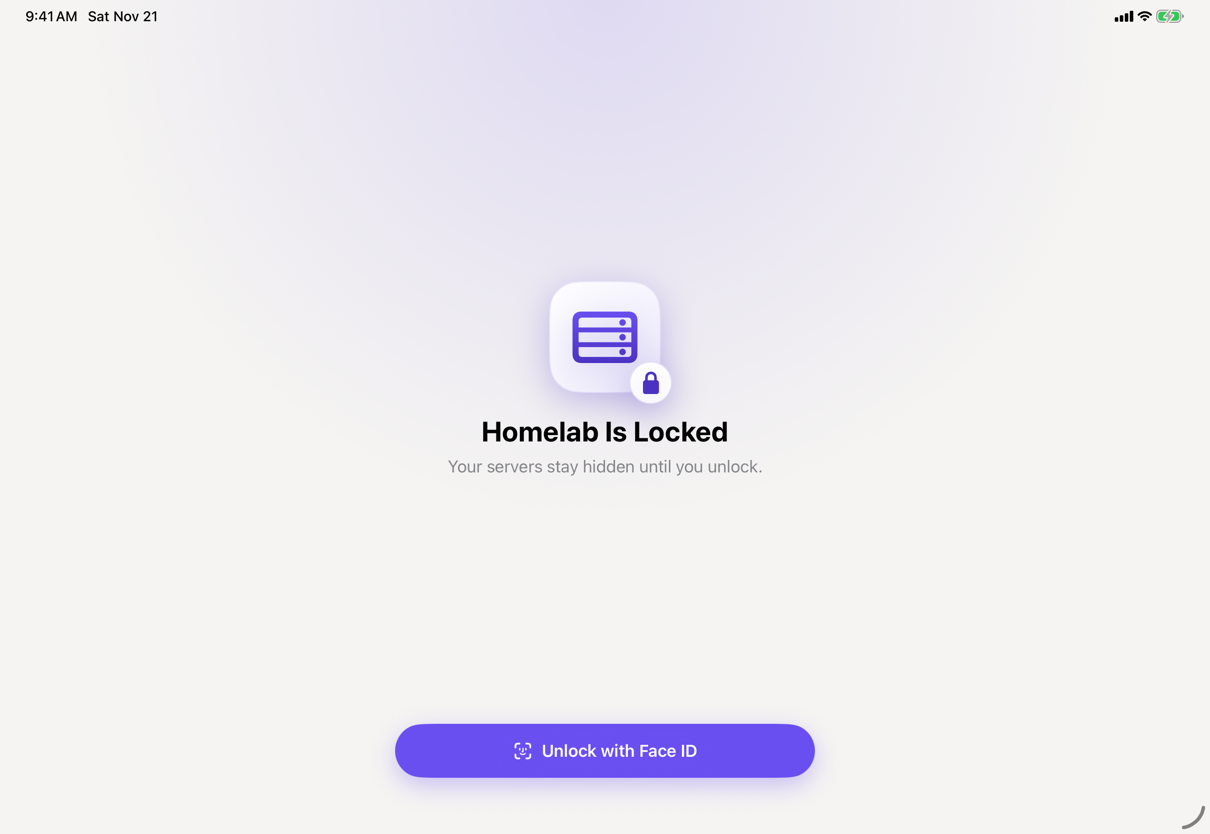 9:41 AM Sat Nov 21
Homelab Is Locked
Your servers stay hidden until you unlock.
Unlock with Face ID